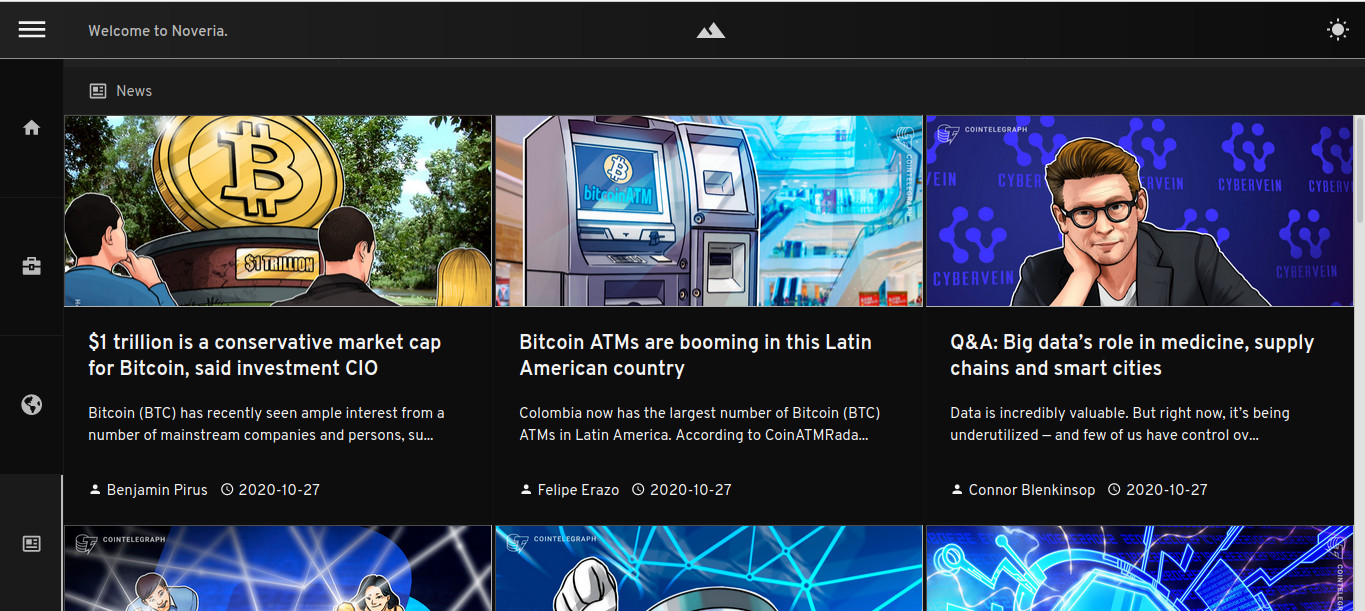 Welcome to Noveria.
News
$1 TRILLION
bitcoinATM
COINTELEGRAPH
CYBERVEIN
CYBERVEIN
$1 trillion is a conservative market cap
for Bitcoin, said investment CIO
Bitcoin (BTC) has recently seen ample interest from a
number of mainstream companies and persons, su...
Benjamin Pirus 2020-10-27
Bitcoin ATMs are booming in this Latin
American country
Colombia now has the largest number of Bitcoin (BTC)
ATMs in Latin America. According to CoinATMRada...
Felipe Erazo 2020-10-27
Q&A: Big data’s role in medicine, supply
chains and smart cities
Data is incredibly valuable. But right now, it’s being
underutilized — and few of us have control ov...
Connor Blenkinsop 2020-10-27
COINTELEGRAPH
COINTELEGRAPH